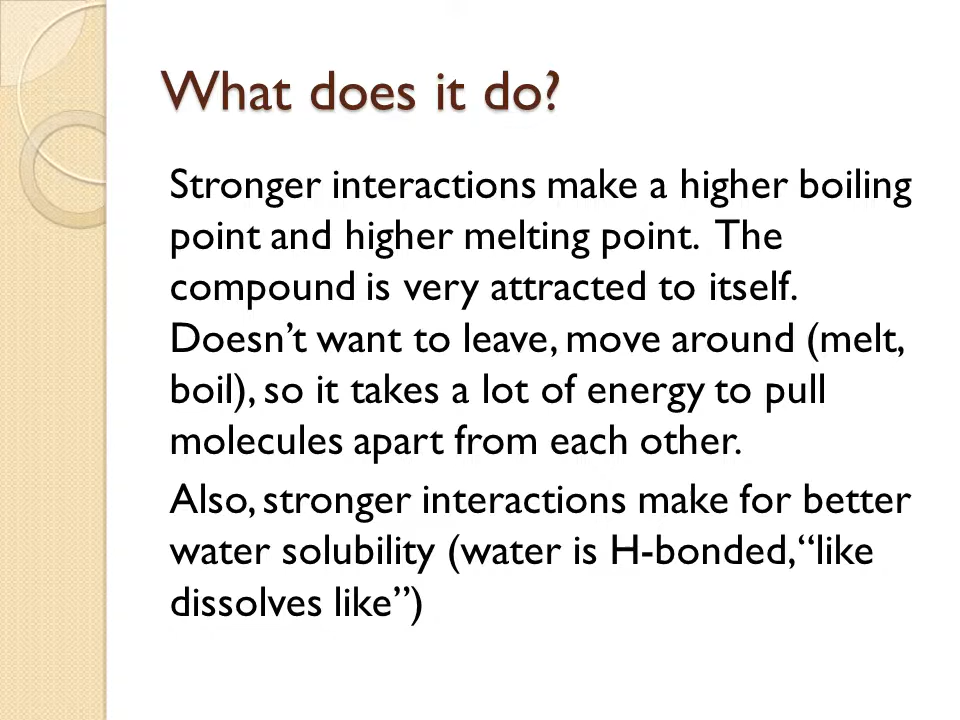 What does it do?
Stronger interactions make a higher boiling
point and higher melting point.  The
compound is very attracted to itself.
Doesn’t want to leave, move around (melt,
boil), so it takes a lot of energy to pull
molecules apart from each other.
Also, stronger interactions make for better
water solubility (water is H-bonded, “like
dissolves like”)